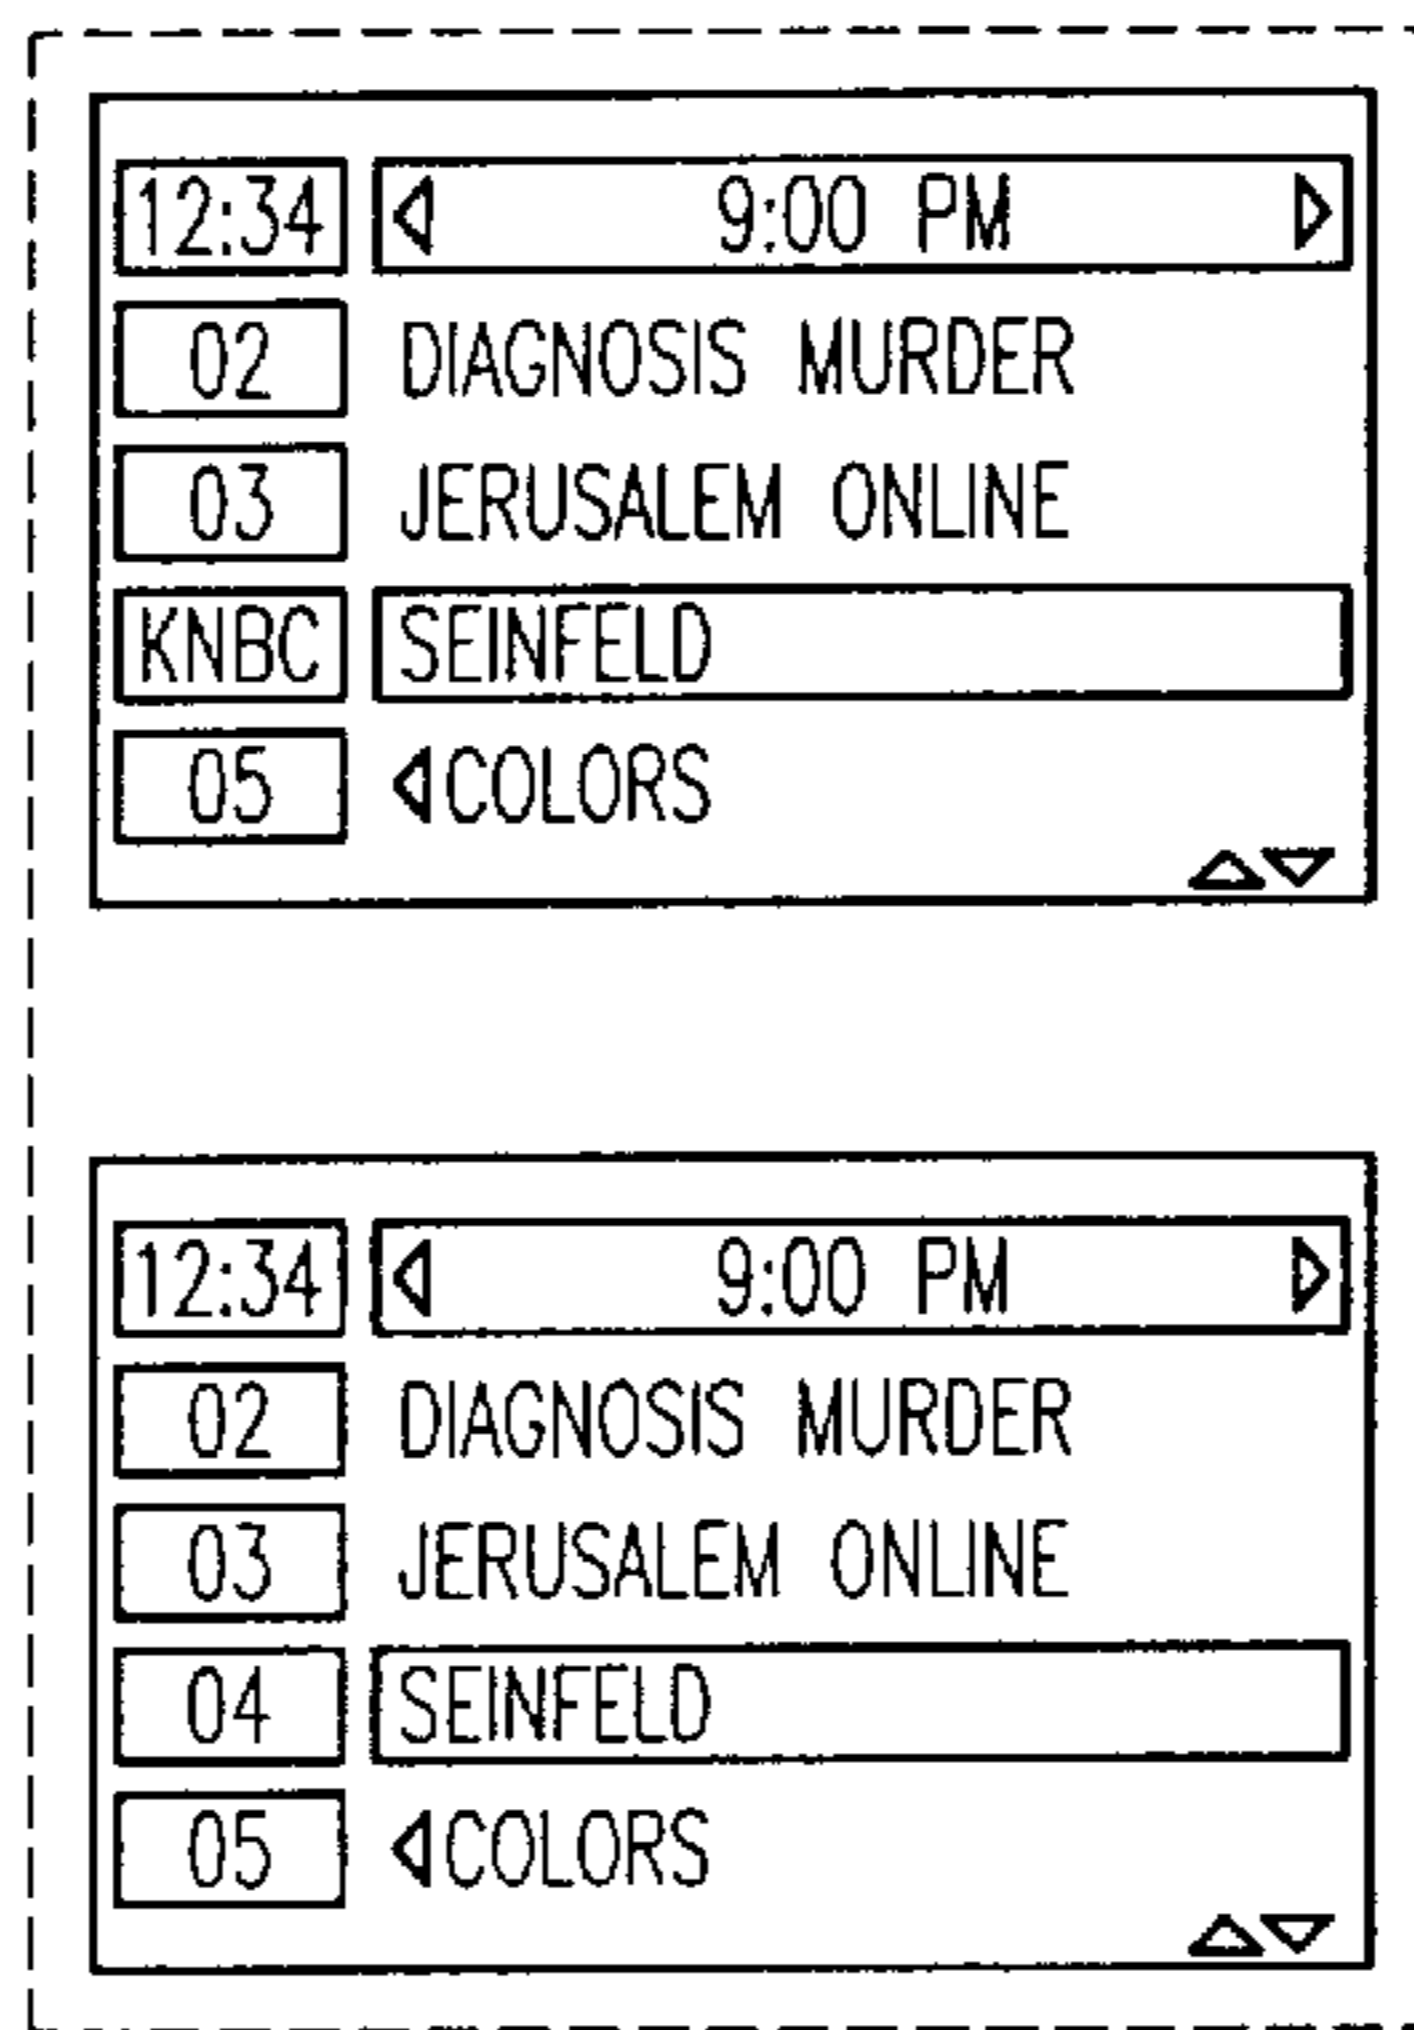 12:34 9:00 PM
02 DIAGNOSIS MURDER
03 JERUSALEM ONLINE
KNBC SEINFELD
05 COLORS
12:34 9:00 PM
02 DIAGNOSIS MURDER
03 JERUSALEM ONLINE
04 SEINFELD
05 COLORS